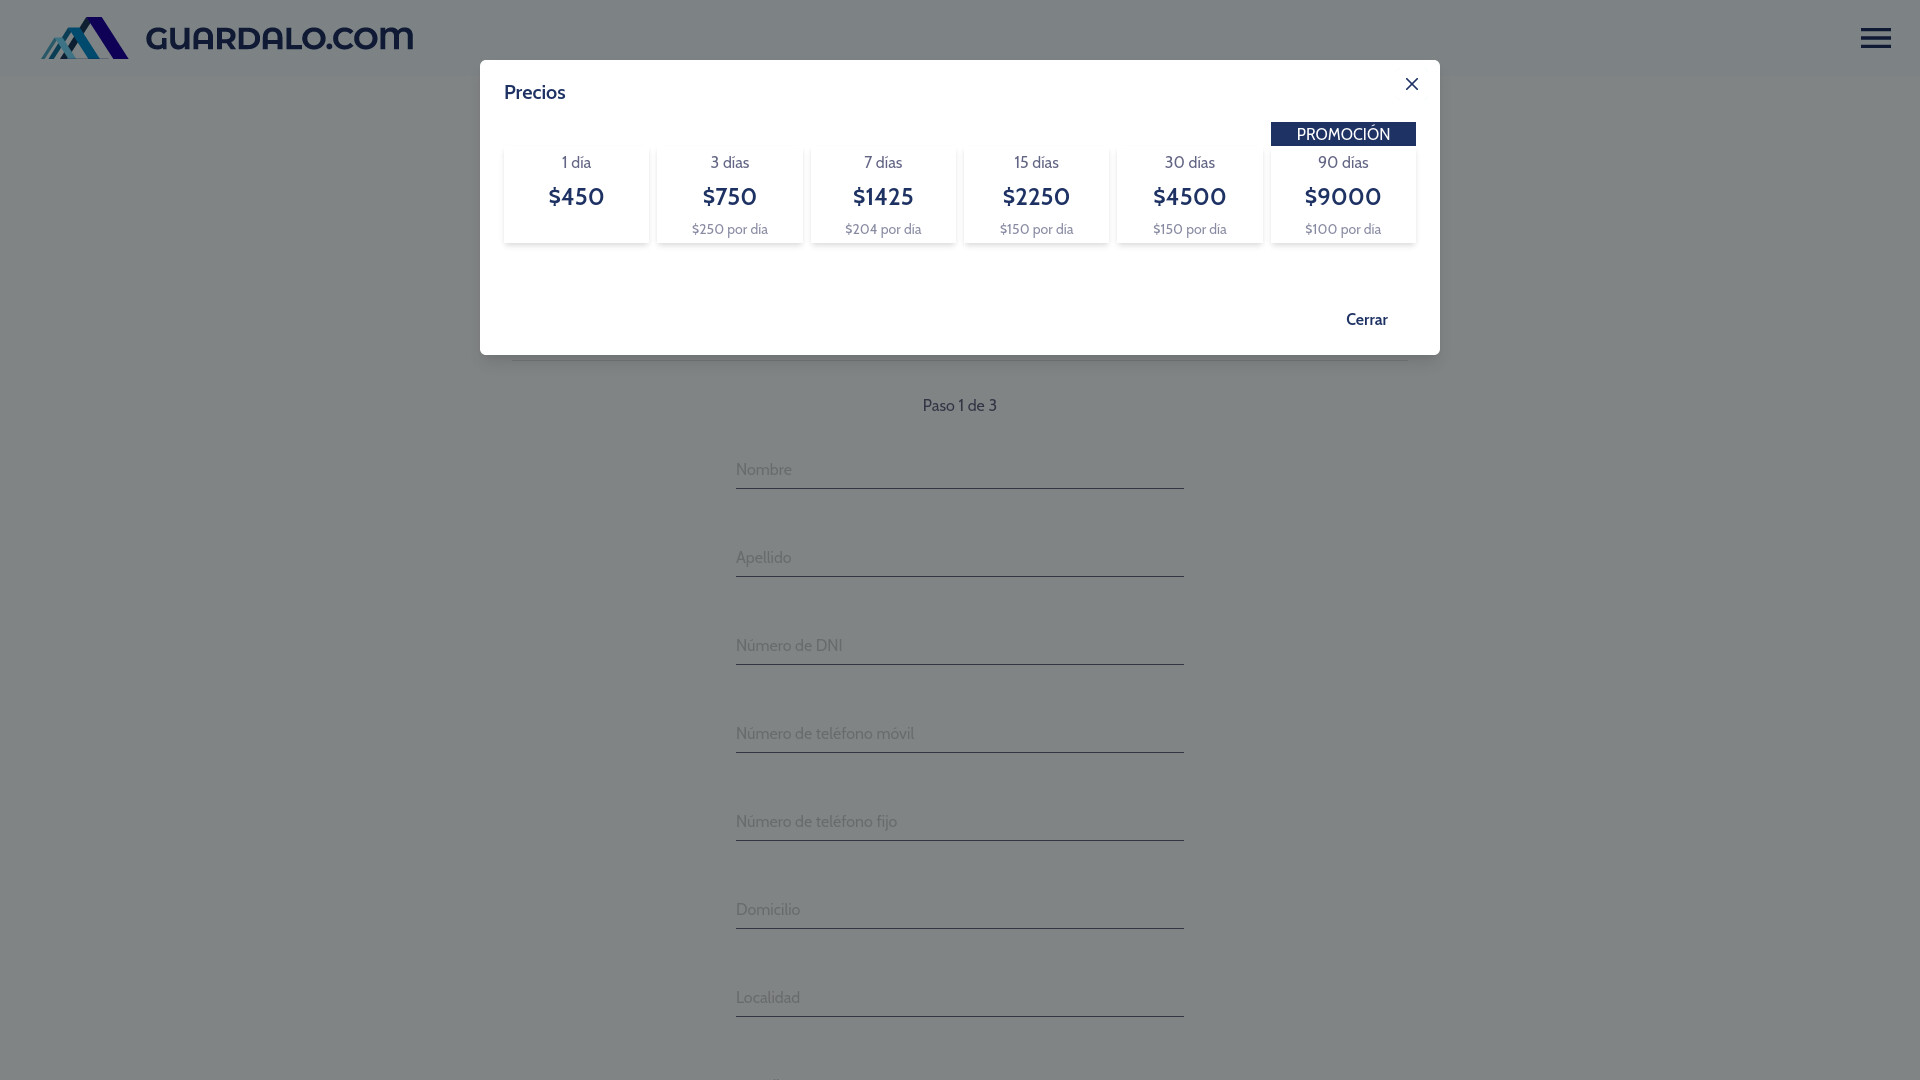 GUARDALO.COM
Precios
PROMOCIÓN
1 día
$450
3 días
$750
$250 por día
7 días
$1425
$204 por día
15 días
$2250
$150 por día
30 días
$4500
$150 por día
90 días
$9000
$100 por día
Cerrar
Paso 1 de 3
Nombre
Apellido
Número de DNI
Número de teléfono móvil
Número de teléfono fijo
Domicilio
Localidad